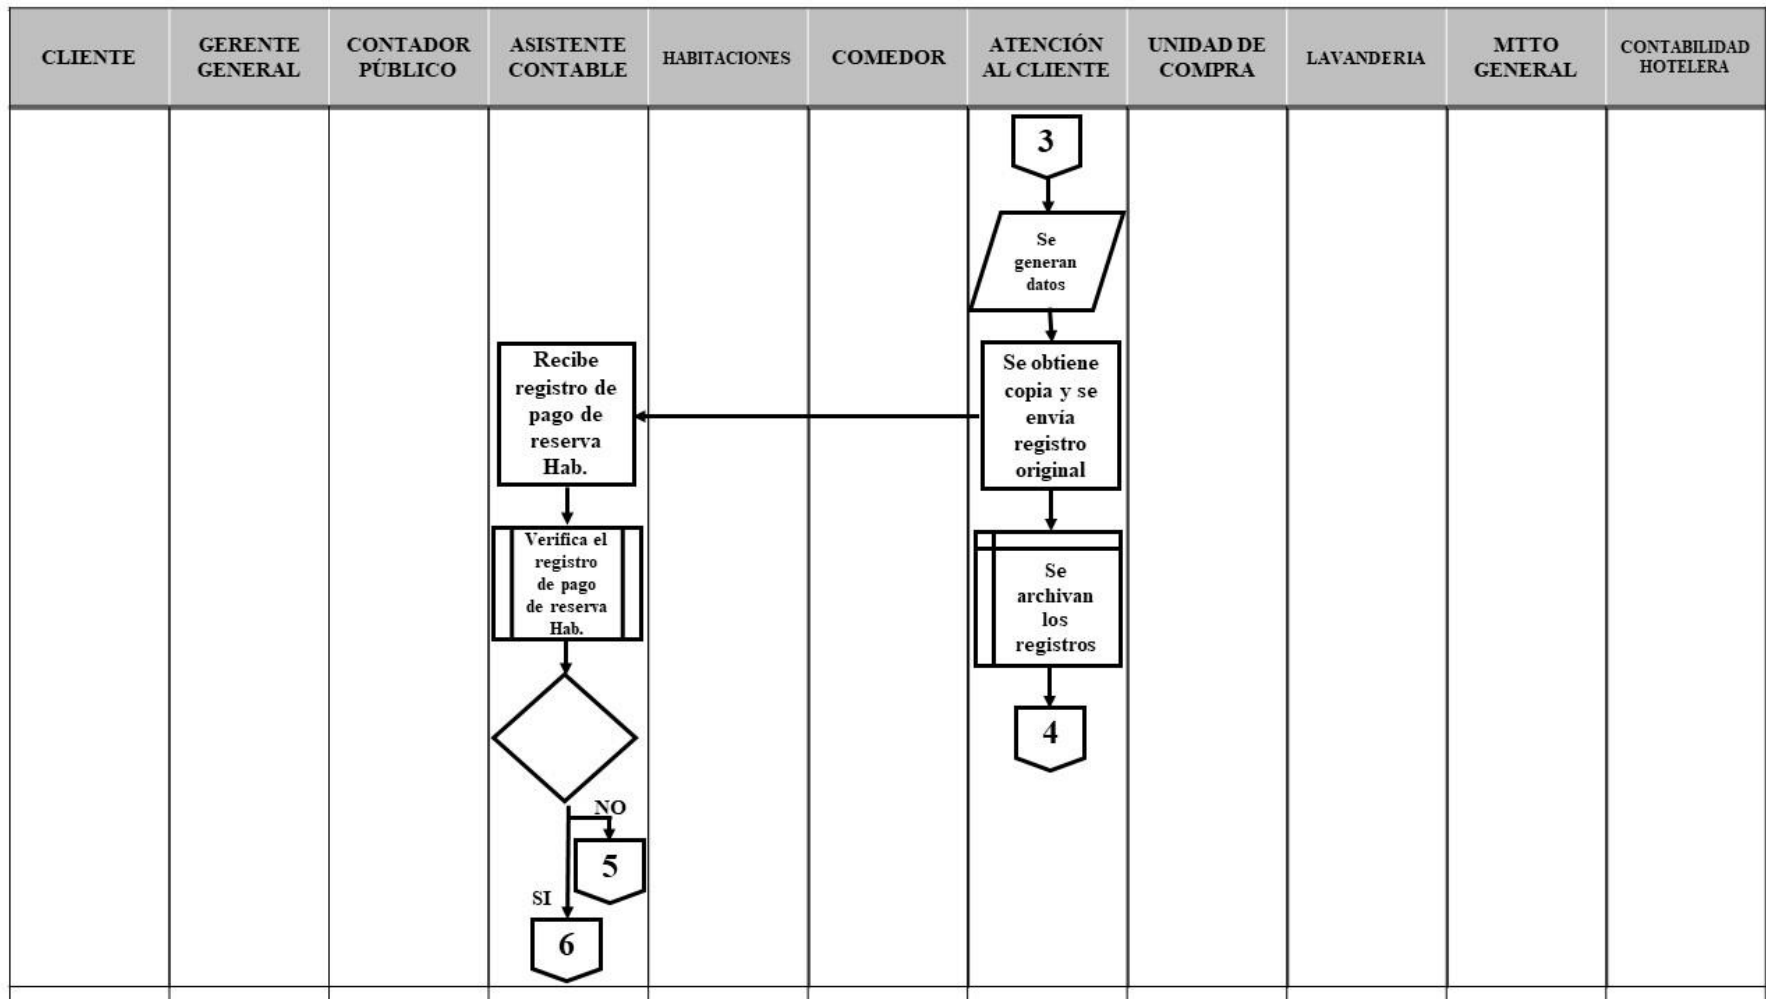 CLIENTE
GERENTE
GENERAL
CONTADOR
PÚBLICO
ASISTENTE
CONTABLE
HABITACIONES
COMEDOR
ATENCIÓN
AL CLIENTE
UNIDAD DE
COMPRA
LAVANDERIA
MTTO
GENERAL
CONTABILIDAD
HOTELERA
3
Se
generan
datos
Se obtiene
copia y se
envía
registro
original
Recibe
registro de
pago de
reserva
Hab.
Verifica el
registro
de pago
de reserva
Hab.
Se
archivan
los
registros
4
NO
5
SI
6